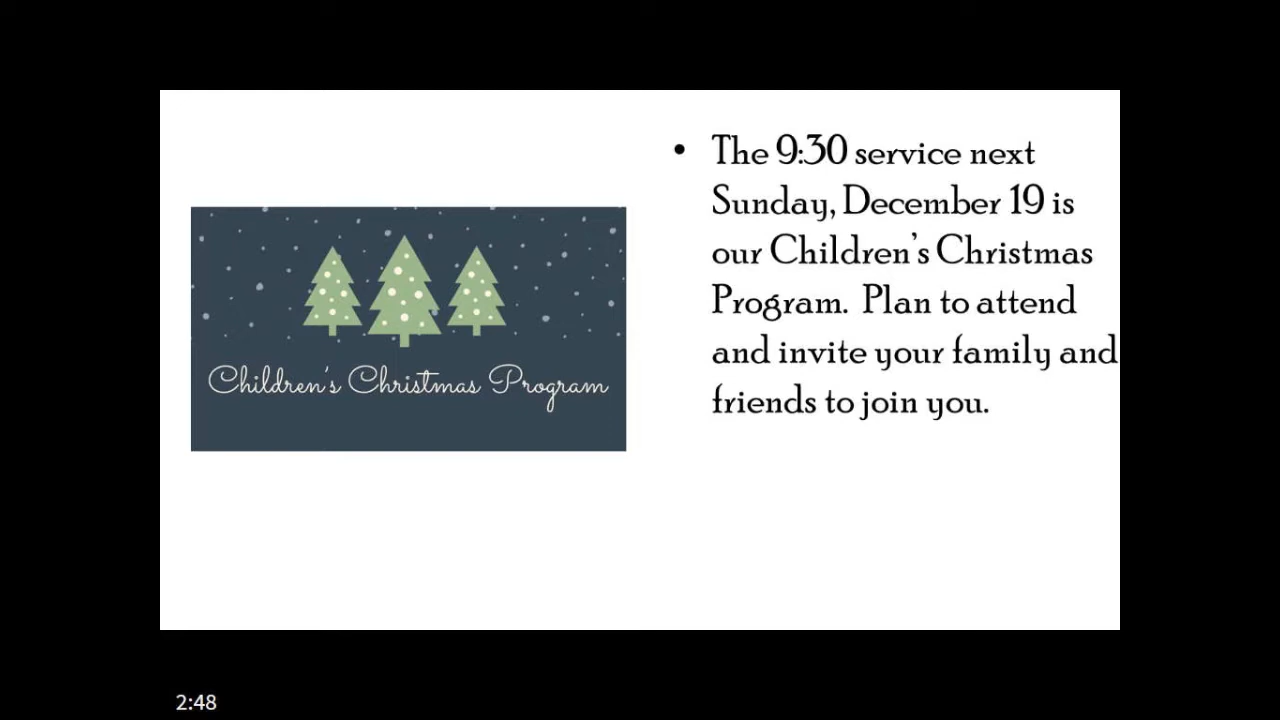 Children's Christmas Program
• The 9:30 service next
Sunday, December 19 is
our Children's Christmas
Program. Plan to attend
and invite your family and
friends to join you.
2:48